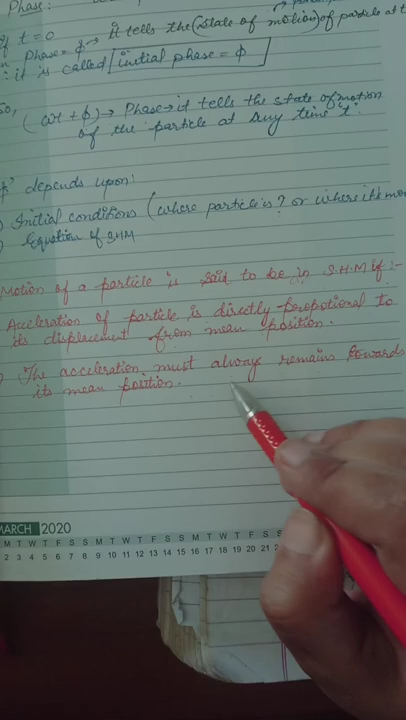 Phase:
if t=0
Phase = ϕ → it tells the (state of motion) of particle at t
∴ it is called [initial phase = ϕ]
So,
(ωt + ϕ) → Phase → it tells the state of motion
of the particle at any time 't'.
'ϕ' depends upon:
Initial conditions (where particle is? or where its mo
Equation of SHM
Motion of a particle is said to be in S.H.M if :-
Accleration of particle is directly propotional to
its displacement from mean position.
The acceleration must always remains towards
its mean position.
MARCH 2020
M T W T F S S M T W T F S S M T W T F S S
2 3 4 5 6 7 8 9 10 11 12 13 14 15 16 17 18 19 20 21 2